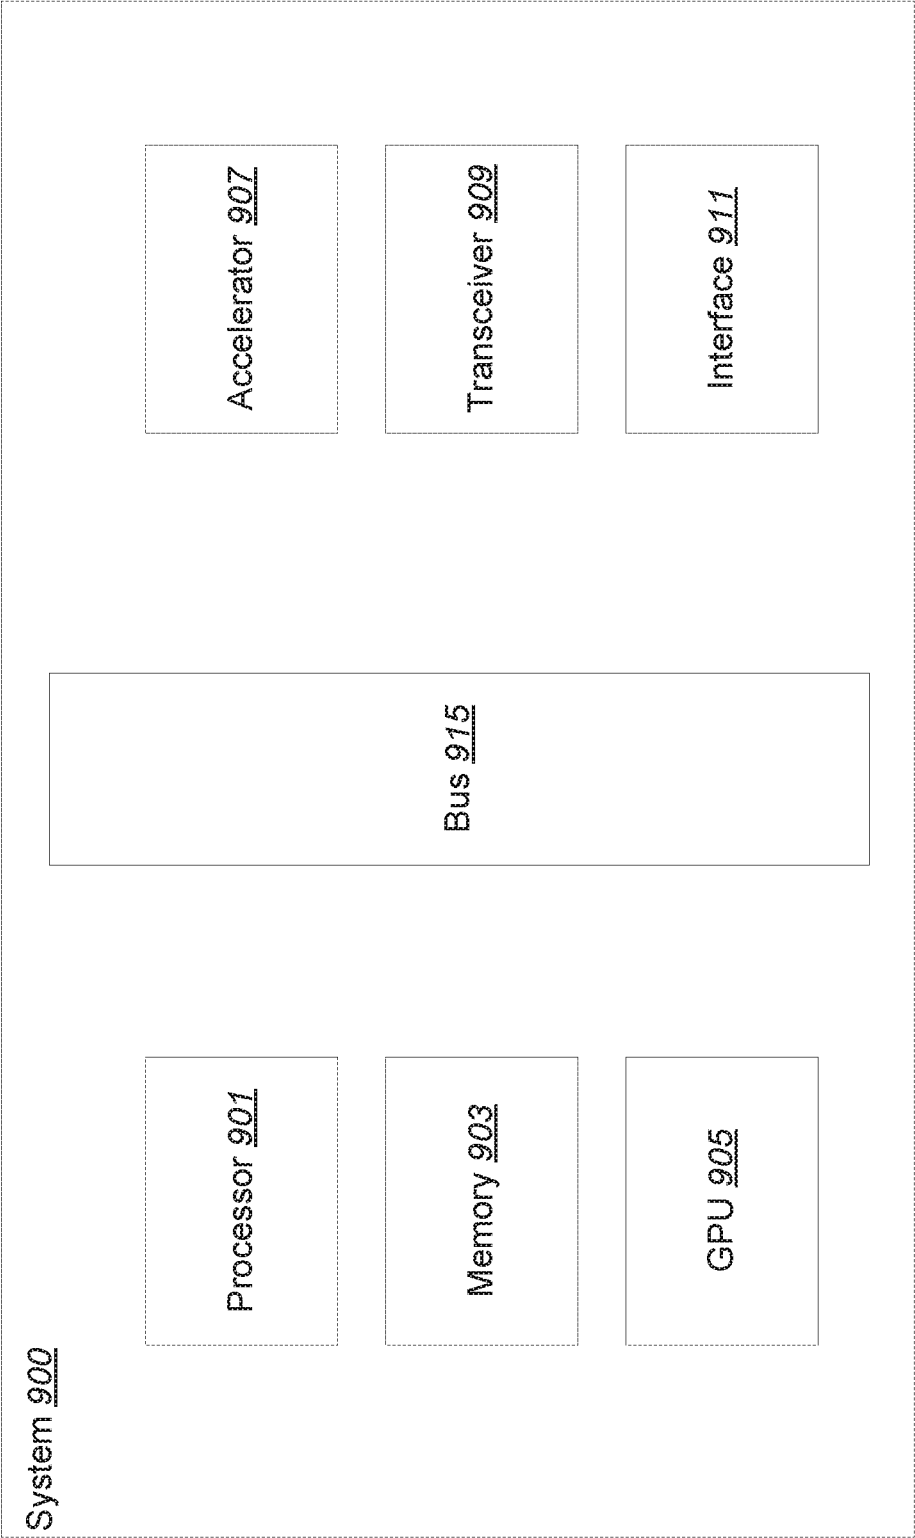 System 900
Processor 901
Memory 903
GPU 905
Bus 915
Accelerator 907
Transceiver 909
Interface 911